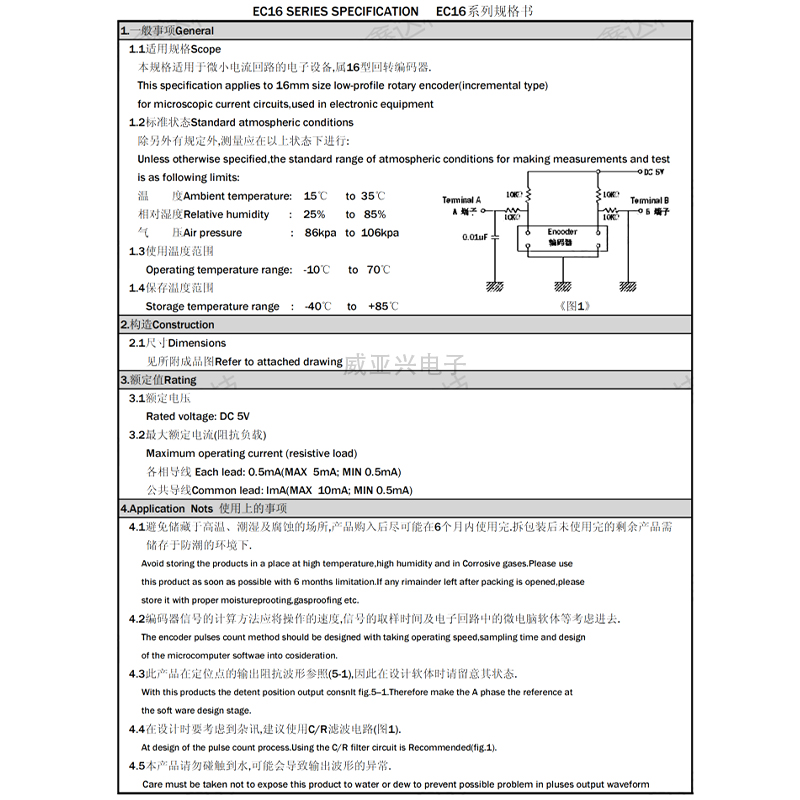 EC16 SERIES SPECIFICATION EC16系列规格书
1.一般事项General
1.1适用规格Scope
本规格适用于微小电流回路的电子设备,属16型回转编码器.
This specification applies to 16mm size low-profile rotary encoder(incremental type)
for microscopic current circuits,used in electronic equipment
1.2标准状态Standard atmospheric conditions
除另外有规定外,测量应在以上状态下进行:
Unless otherwise specified,the standard range of atmospheric conditions for making measurements and test
is as following limits:
温 度Ambient temperature: 15℃ to 35℃
相对湿度Relative humidity : 25% to 85%
气 压Air pressure : 86kpa to 106kpa
1.3使用温度范围
Operating temperature range: -10℃ to 70℃
1.4保存温度范围
Storage temperature range : -40℃ to +85℃
DC 5V
10KΩ 10KΩ
Terminal A Terminal B
A 端子 B 端子
10KΩ 10KΩ
0.01uF
Encoder
编码器
《图1》
2.构造Construction
2.1尺寸Dimensions
见所附成品图Refer to attached drawing
威亚兴电子
3.额定值Rating
3.1额定电压
Rated voltage: DC 5V
3.2最大额定电流(阻抗负载)
Maximum operating current (resistive load)
各相导线 Each lead: 0.5mA(MAX 5mA; MIN 0.5mA)
公共导线Common lead: lmA(MAX 10mA; MIN 0.5mA)
4.Application Nots 使用上的事项
4.1避免储藏于高温、潮湿及腐蚀的场所,产品购入后尽可能在6个月内使用完.拆包装后未使用完的剩余产品需
储存于防潮的环境下.
Avoid storing the products in a place at high temperature,high humidity and in Corrosive gases.Please use
this product as soon as possible with 6 months limitation.If any rimainder left after packing is opened,please
store it with proper moistureprooting,gasproofing etc.
4.2编码器信号的计算方法应将操作的速度,信号的取样时间及电子回路中的微电脑软体等考虑进去.
The encoder pulses count method should be designed with taking operating speed,sampling time and design
of the microcomputer softwae into cosideration.
4.3此产品在定位点的输出阻抗波形参照(5-1),因此在设计软体时请留意其状态.
With this products the detent position output consnlt fig.5–1.Therefore make the A phase the reference at
the soft ware design stage.
4.4在设计时要考虑到杂讯,建议使用C/R滤波电路(图1).
At design of the pulse count process.Using the C/R filter circuit is Recommended(fig.1).
4.5本产品请勿碰触到水,可能会导致输出波形的异常.
Care must be taken not to expose this product to water or dew to prevent possible problem in pluses output waveform